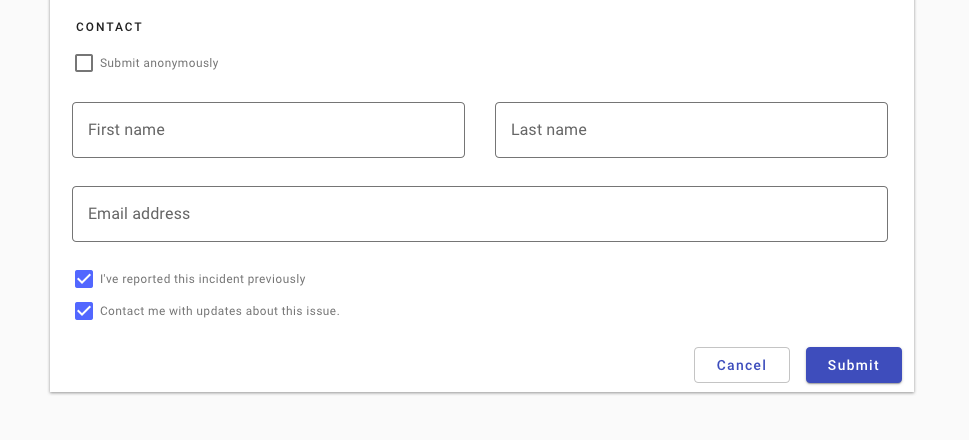 CONTACT
Submit anonymously
First name
Last name
Email address
I've reported this incident previously
Contact me with updates about this issue.
Cancel
Submit